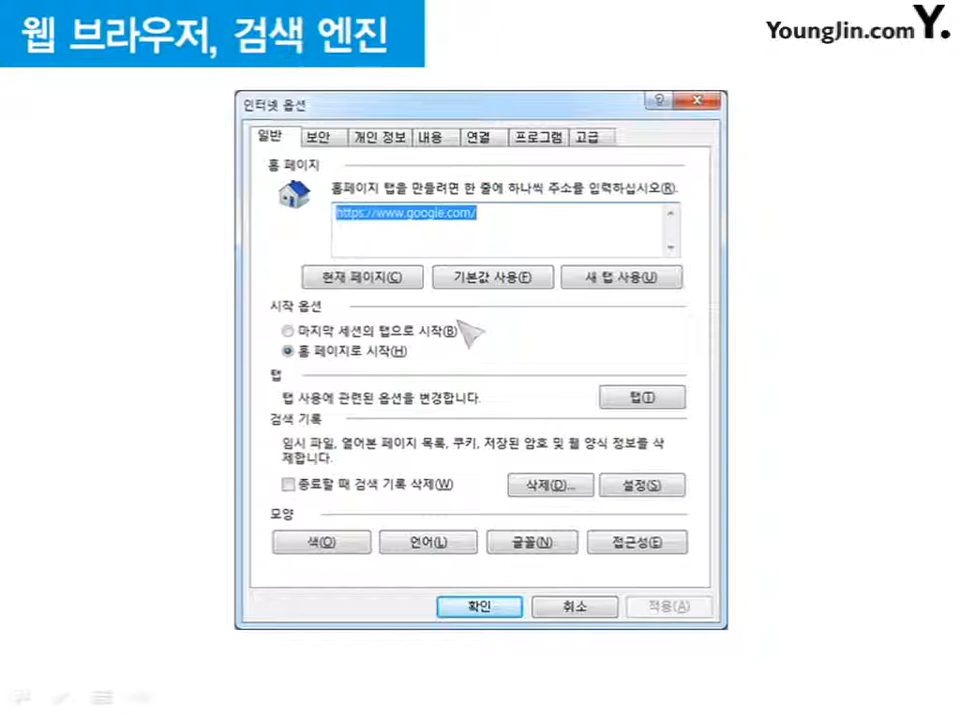 웹 브라우저, 검색 엔진
YoungJin.com Y.
인터넷 옵션
일반 보안 개인 정보 내용 연결 프로그램 고급
홈 페이지
홈페이지 탭을 만들려면 한 줄에 하나씩 주소를 입력하십시오(R).
https://www.google.com/
현재 페이지(C) 기본값 사용(F) 새 탭 사용(U)
시작 옵션
마지막 세션의 탭으로 시작(B)
홈 페이지로 시작(H)
탭
탭 사용에 관련된 옵션을 변경합니다. 탭(T)
검색 기록
임시 파일, 열어본 페이지 목록, 쿠키, 저장된 암호 및 웹 양식 정보를 삭
제합니다.
종료할 때 검색 기록 삭제(W) 삭제(D)... 설정(S)
모양
색(O) 언어(L) 글꼴(N) 접근성(E)
확인 취소 적용(A)